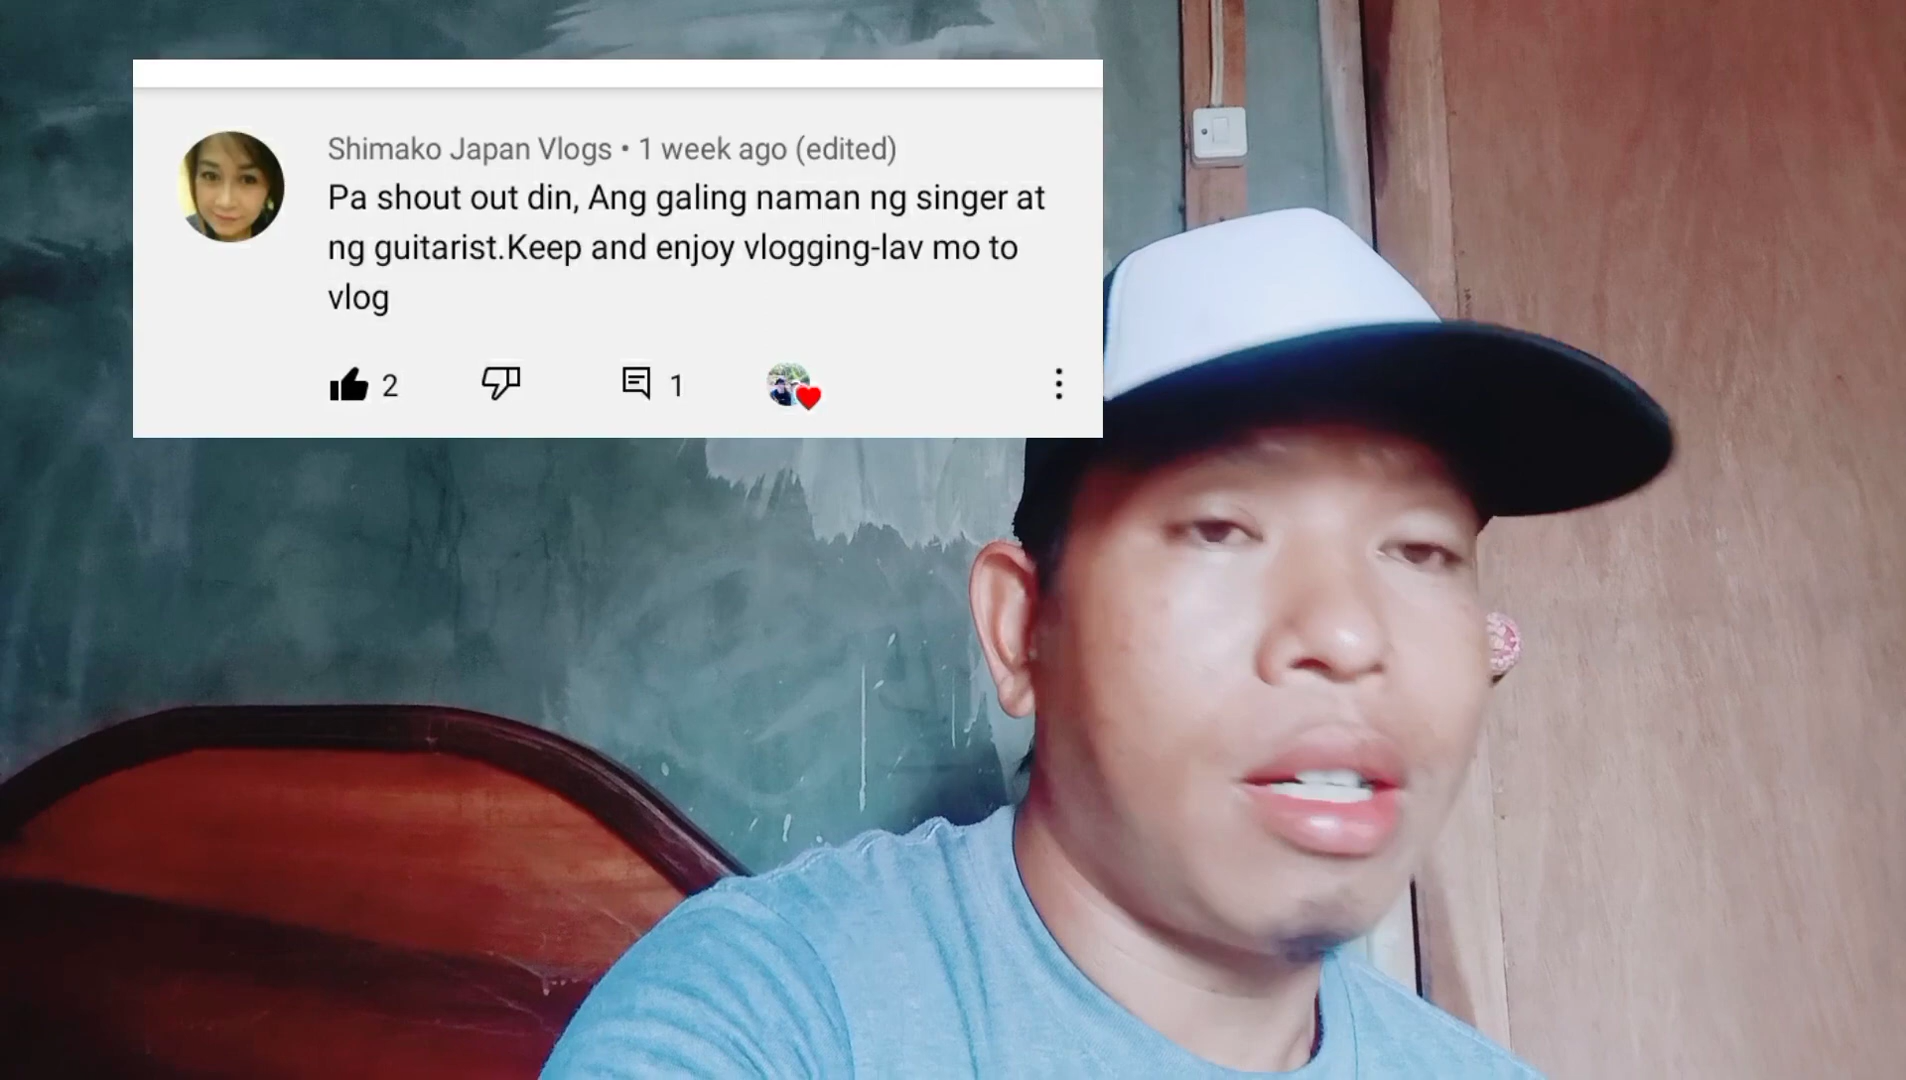 Shimako Japan Vlogs • 1 week ago (edited)
Pa shout out din, Ang galing naman ng singer at
ng guitarist.Keep and enjoy vlogging-lav mo to
vlog
2
1